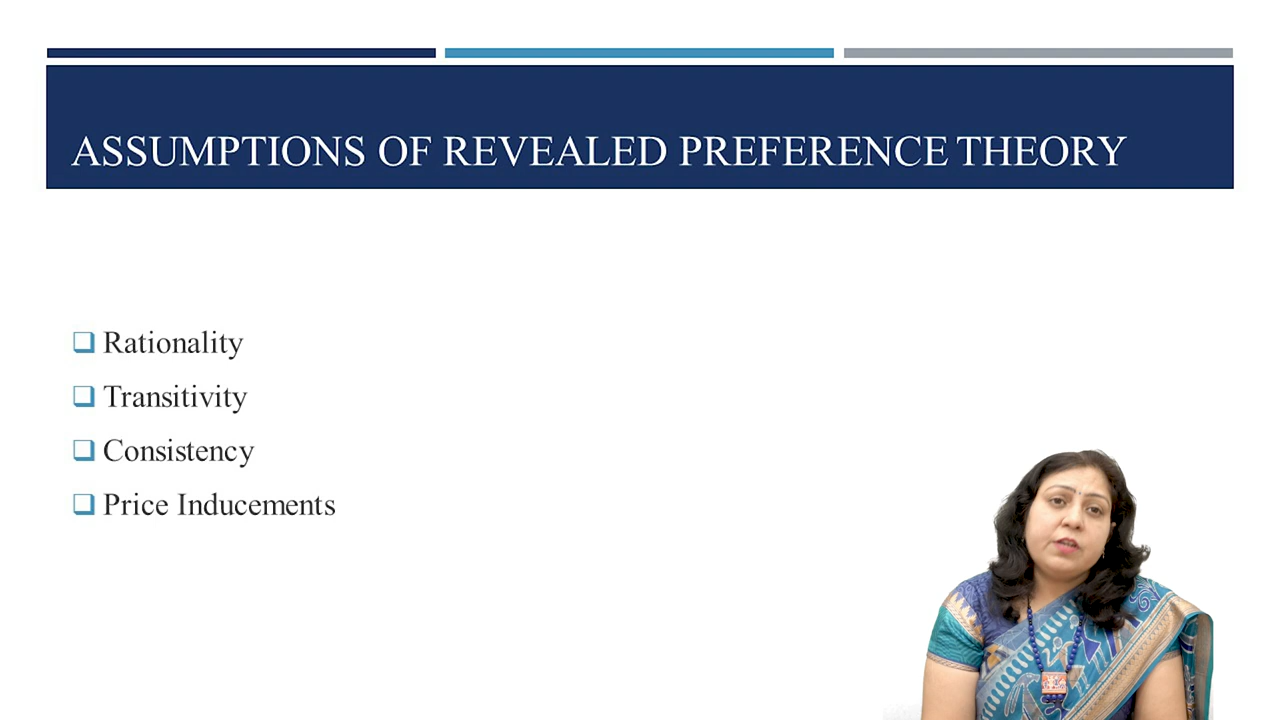 ASSUMPTIONS OF REVEALED PREFERENCE THEORY
Rationality
Transitivity
Consistency
Price Inducements